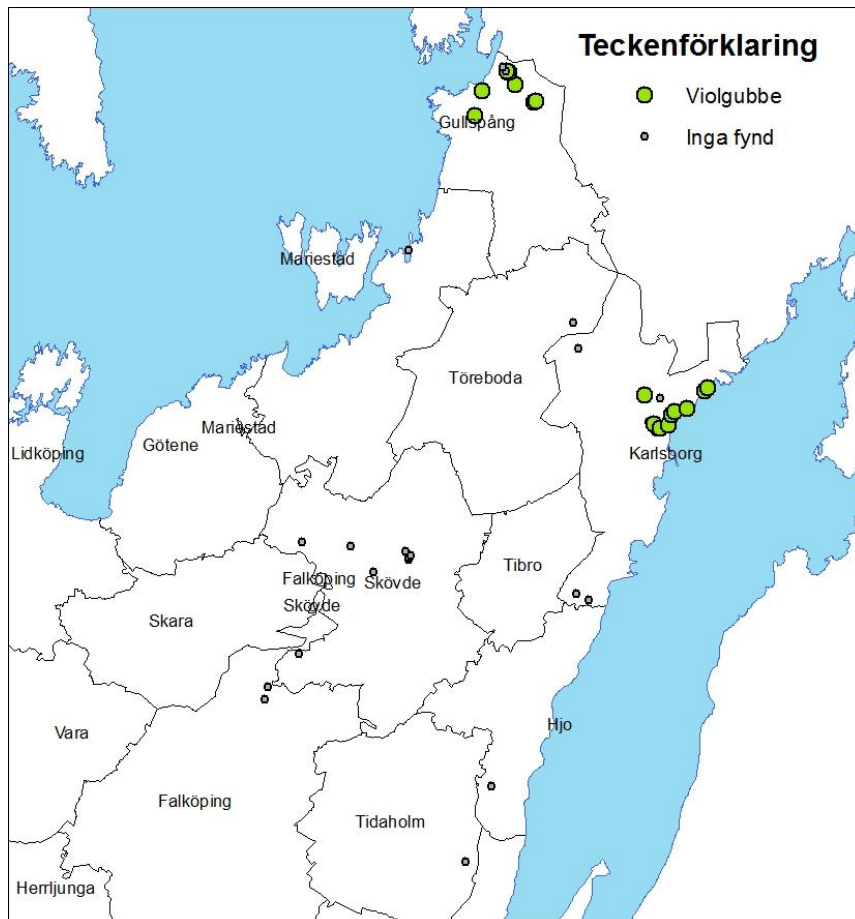 Teckenförklaring
Violgubbe
Inga fynd
Gullspång
Mariestad
Töreboda
Mariestad
Götene
Lidköping
Karlsborg
Tibro
Falköping
Skövde
Skövde
Skara
Hjo
Vara
Falköping
Tidaholm
Herrljunga